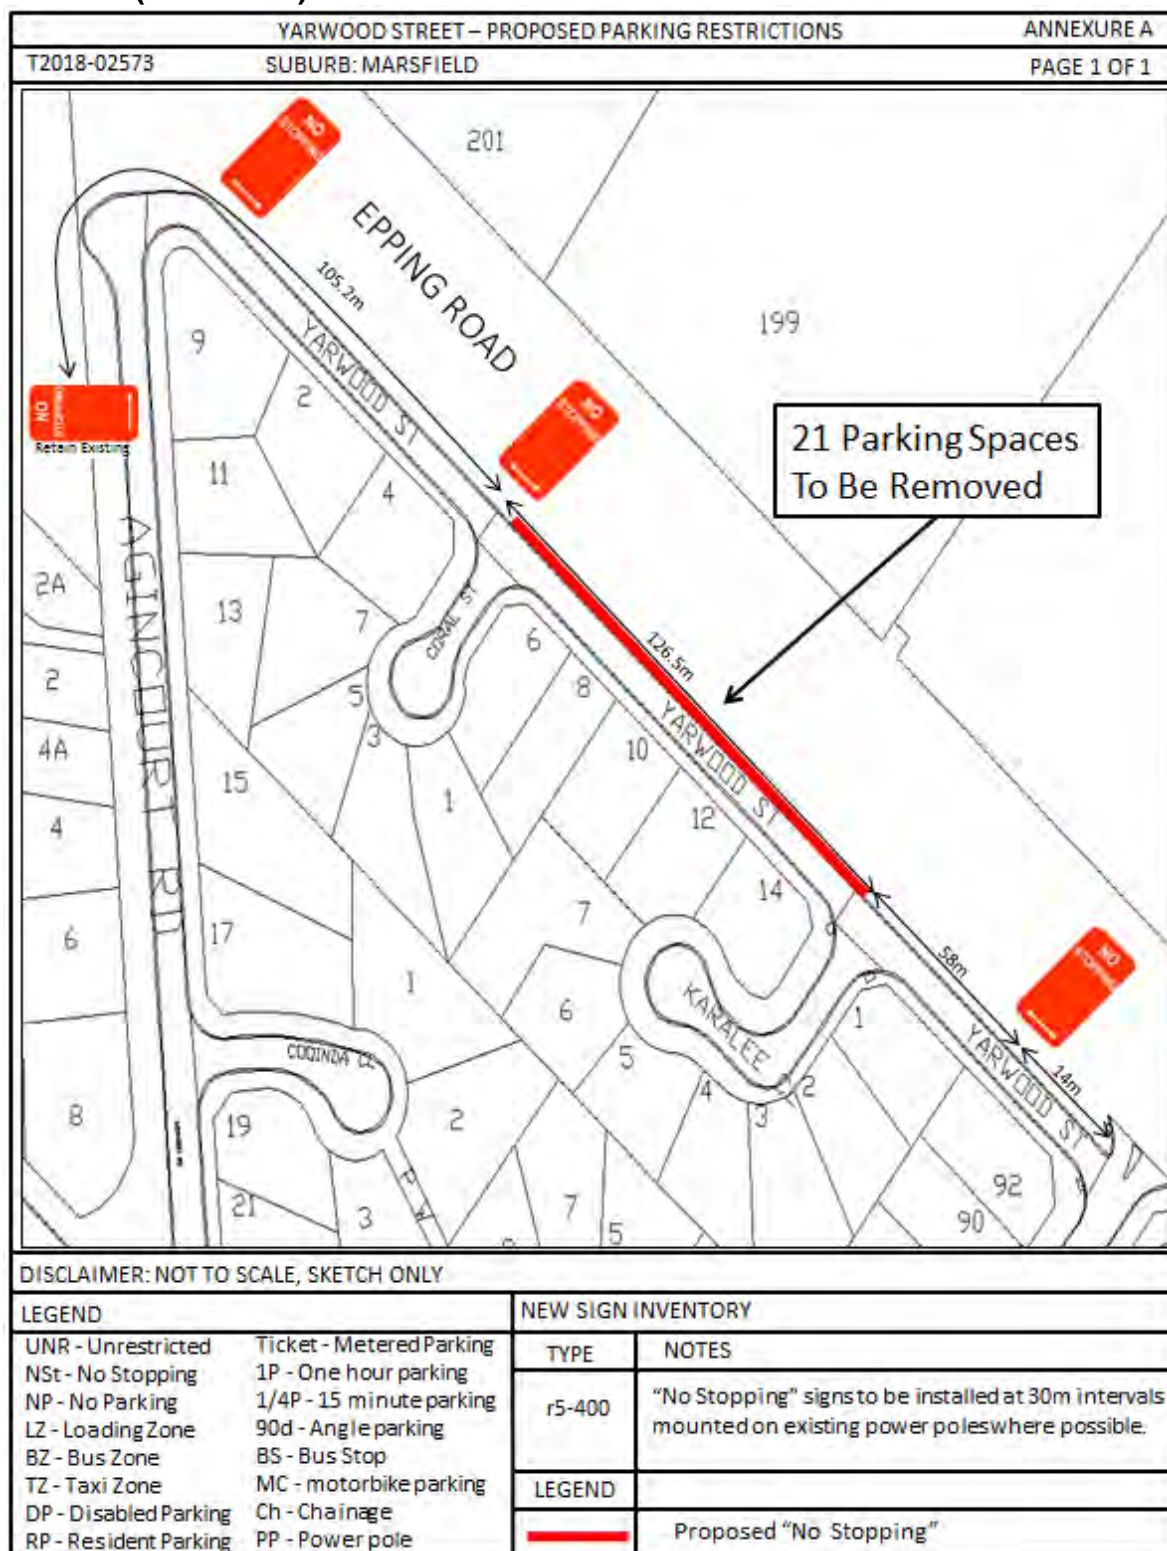 YARWOOD STREET – PROPOSED PARKING RESTRICTIONS
ANNEXURE A
T2018-02573
SUBURB: MARSFIELD
PAGE 1 OF 1
NO
STOPPING
201
EPPING ROAD
105.2m
199
9
YARWOOD ST
2
NO
STOPPING
NO
STOPPING
Retain Existing
21 Parking Spaces
To Be Removed
11
4
AGINCOURT RD
2A
13
7
CORAL ST
6
126.5m
2
5
8
YARWOOD ST
3
10
4A
15
1
12
4
14
7
6
17
58m
NO
STOPPING
1
6
KARALEE
1
YARWOOD ST
14m
COOINDA CL
5
4
2
3
8
19
2
92
21
3
7
5
90
DISCLAIMER: NOT TO SCALE, SKETCH ONLY
LEGEND
UNR - Unrestricted
NSt - No Stopping
NP - No Parking
LZ - Loading Zone
BZ - Bus Zone
TZ - Taxi Zone
DP - Disabled Parking
RP - Resident Parking
Ticket - Metered Parking
1P - One hour parking
1/4P - 15 minute parking
90d - Angle parking
BS - Bus Stop
MC - motorbike parking
Ch - Chainage
PP - Power pole
NEW SIGN INVENTORY
TYPE
NOTES
r5-400
“No Stopping” signs to be installed at 30m intervals
mounted on existing power poles where possible.
LEGEND
Proposed “No Stopping”